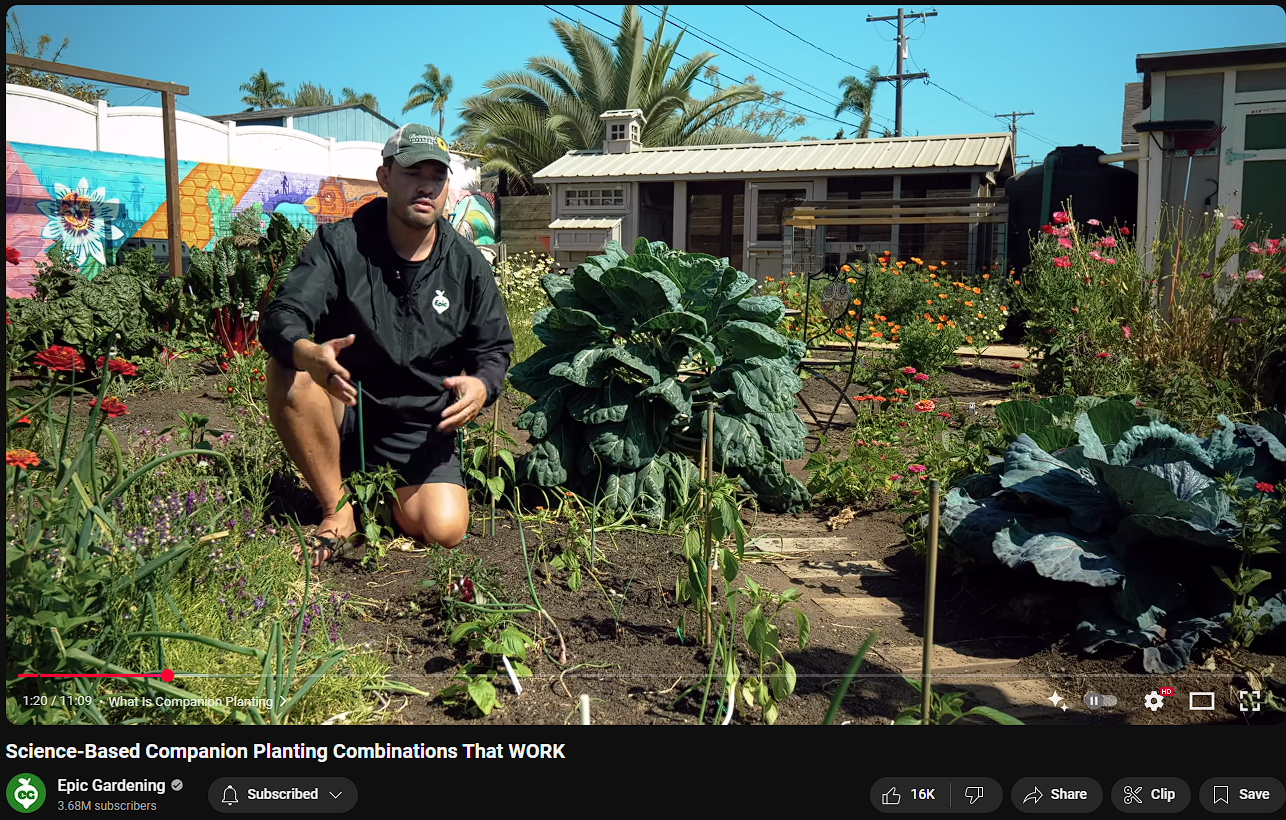 Epic
1:20 / 11:09 • What Is Companion Planting
HD
Science-Based Companion Planting Combinations That WORK
Epic Gardening
3.68M subscribers
Subscribed
16K
Share
Clip
Save